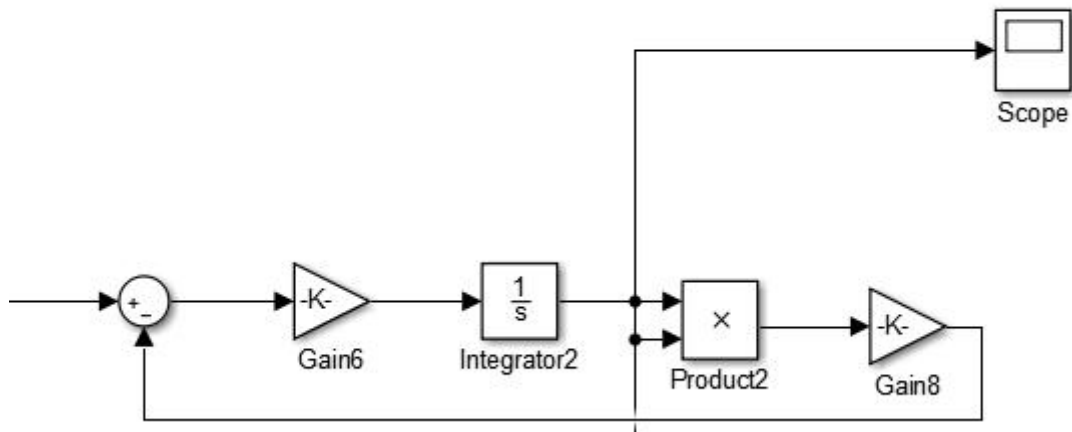 Scope
+
−
-K-
Gain6
1
s
Integrator2
×
Product2
-K-
Gain8